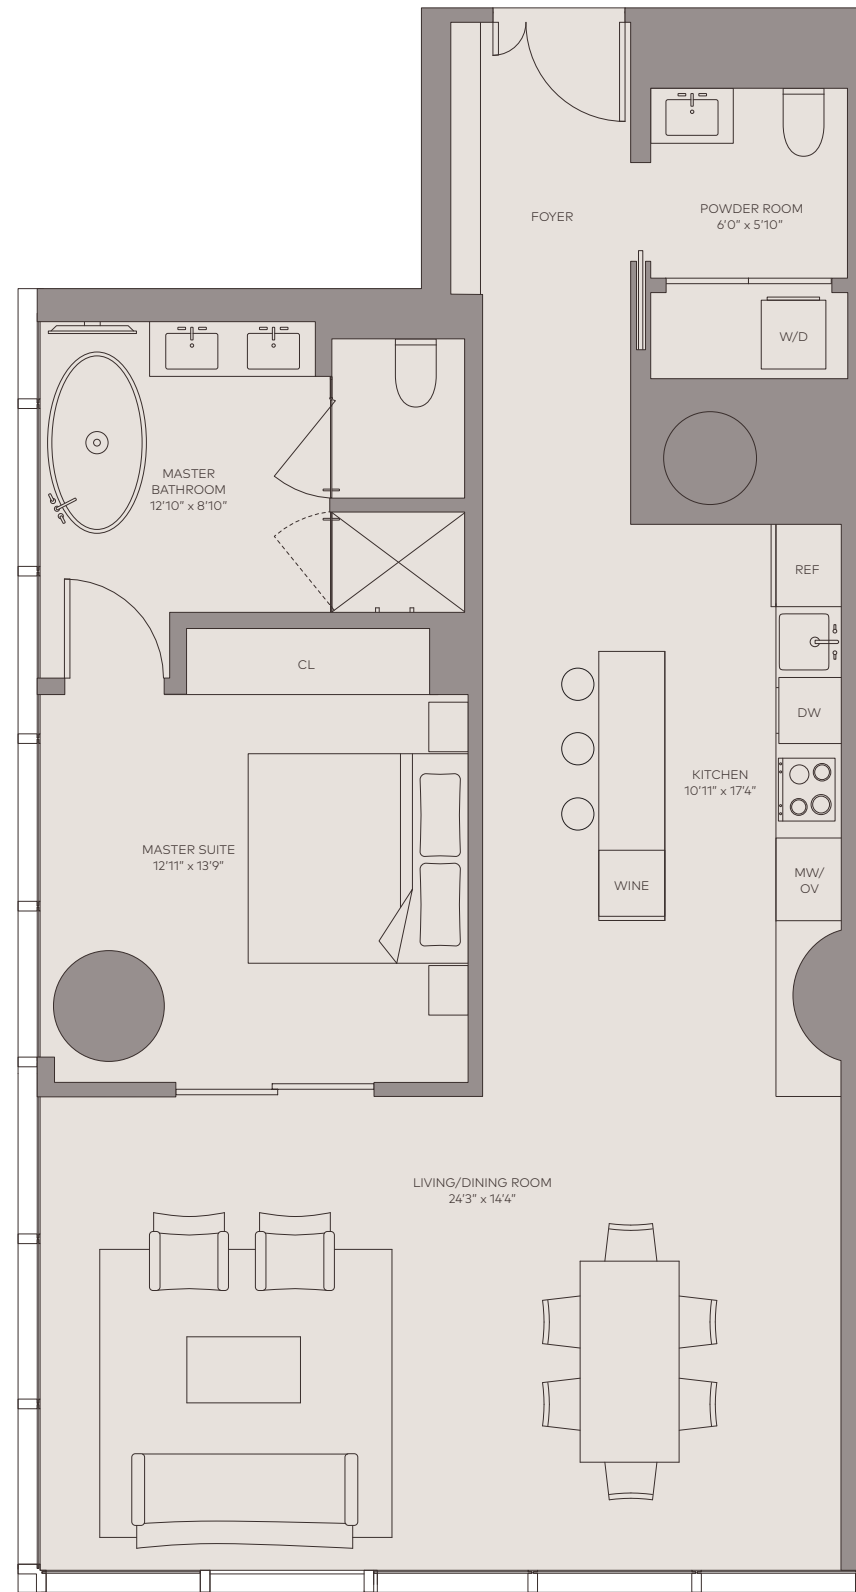 FOYER
POWDER ROOM
6'0" x 5'10"
W/D
MASTER
BATHROOM
12'10" x 8'10"
REF
CL
DW
KITCHEN
10'11" x 17'4"
MASTER SUITE
12'11" x 13'9"
WINE
MW/
OV
LIVING/DINING ROOM
24'3" x 14'4"